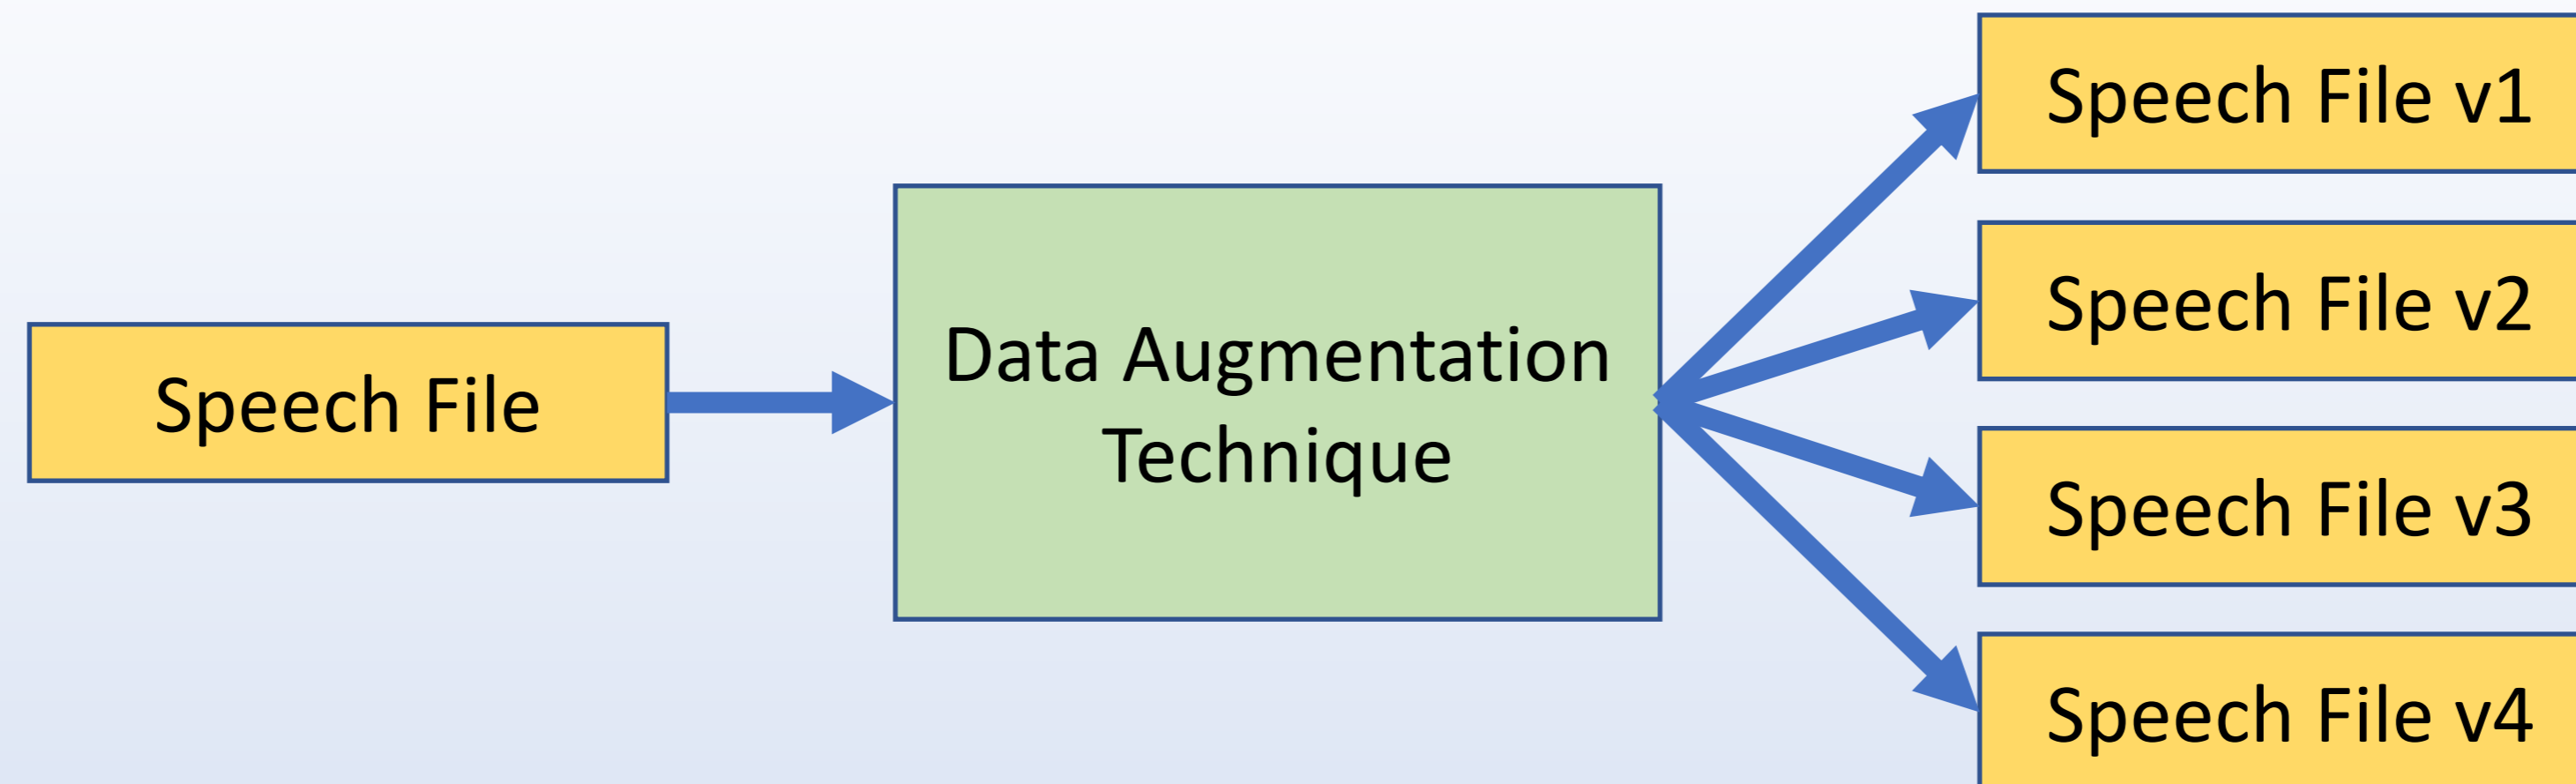 Speech File
Data Augmentation
Technique
Speech File v1
Speech File v2
Speech File v3
Speech File v4